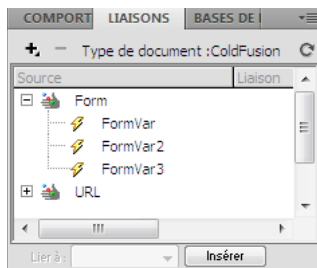 COMPORT LIAISONS BASES DE
Type de document :ColdFusion
Source Liaison
Form
FormVar
FormVar2
FormVar3
URL
Lier à : Insérer